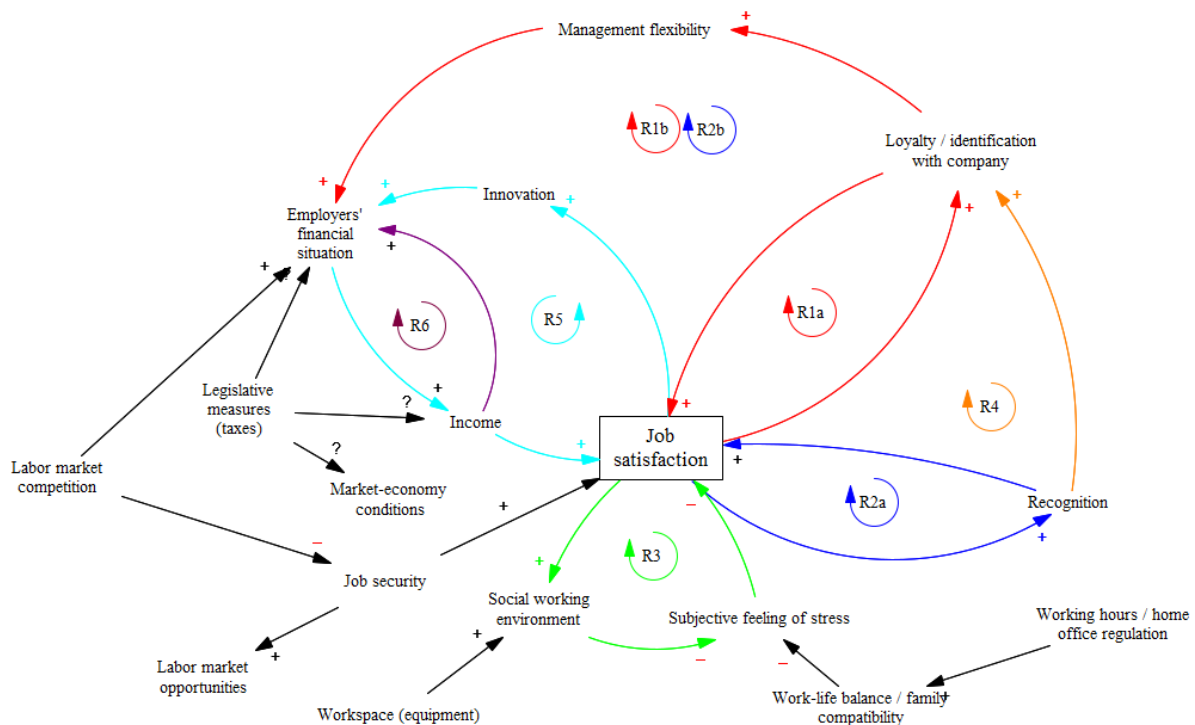 +
Management flexibility
R1b
R2b
Loyalty / identification
with company
+
+
Innovation
+
+
+
Employers'
financial
situation
+
+
?
R6
R5
R1a
Legislative
measures
(taxes)
?
+
Income
+
+
R4
Job
satisfaction
+
Labor market
competition
?
Market-economy
conditions
+
−
R2a
Recognition
+
−
Job security
+
R3
Social working
environment
+
Subjective feeling of stress
−
−
Working hours / home
office regulation
+
Labor market
opportunities
Workspace (equipment)
Work-life balance / family
compatibility
+